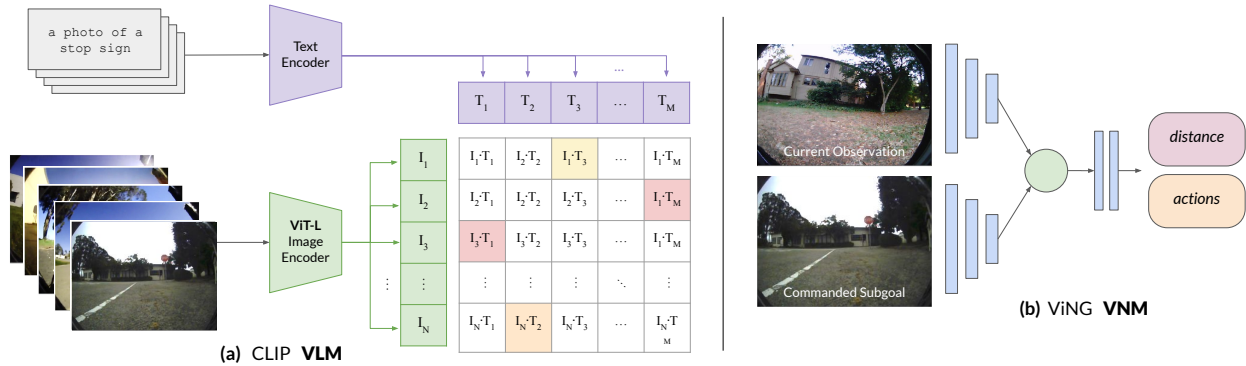 a photo of a
stop sign
Text
Encoder
...
T1 T2 T3 ... TM
ViT-L
Image
Encoder
I1
I2
I3
⋮ ⋮
IN
I1·T1 I2·T2 I1·T3 ... I1·TM
I2·T1 I2·T2 I2·T3 ... I1·TM
I3·T1 I3·T2 I3·T3 ... I1·TM
⋮ ⋮ ⋮ ⋱ ⋮
IN·T1 IN·T2 IN·T3 ... IN·T
M
(a) CLIP VLM
Current Observation
Commanded Subgoal
distance
actions
(b) ViNG VNM